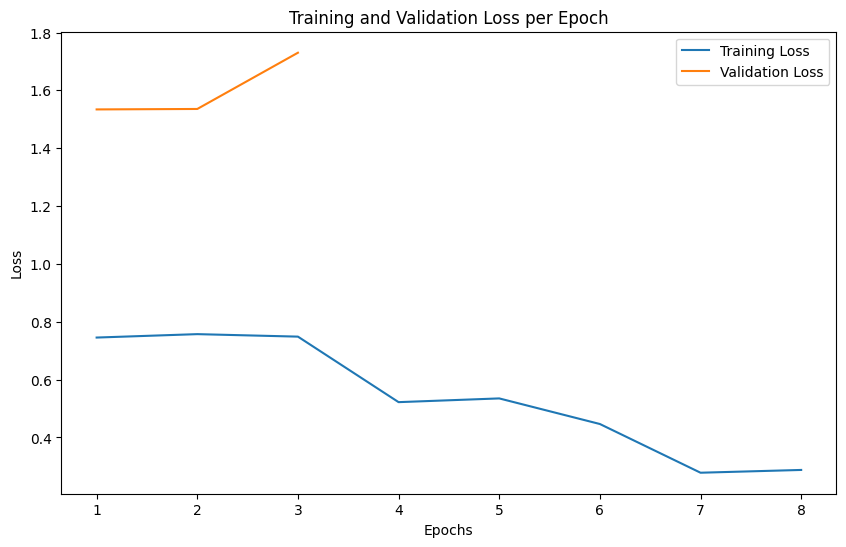 Training and Validation Loss per Epoch
Training Loss
Validation Loss
Loss
1.8
1.6
1.4
1.2
1.0
0.8
0.6
0.4
1 2 3 4 5 6 7 8
Epochs